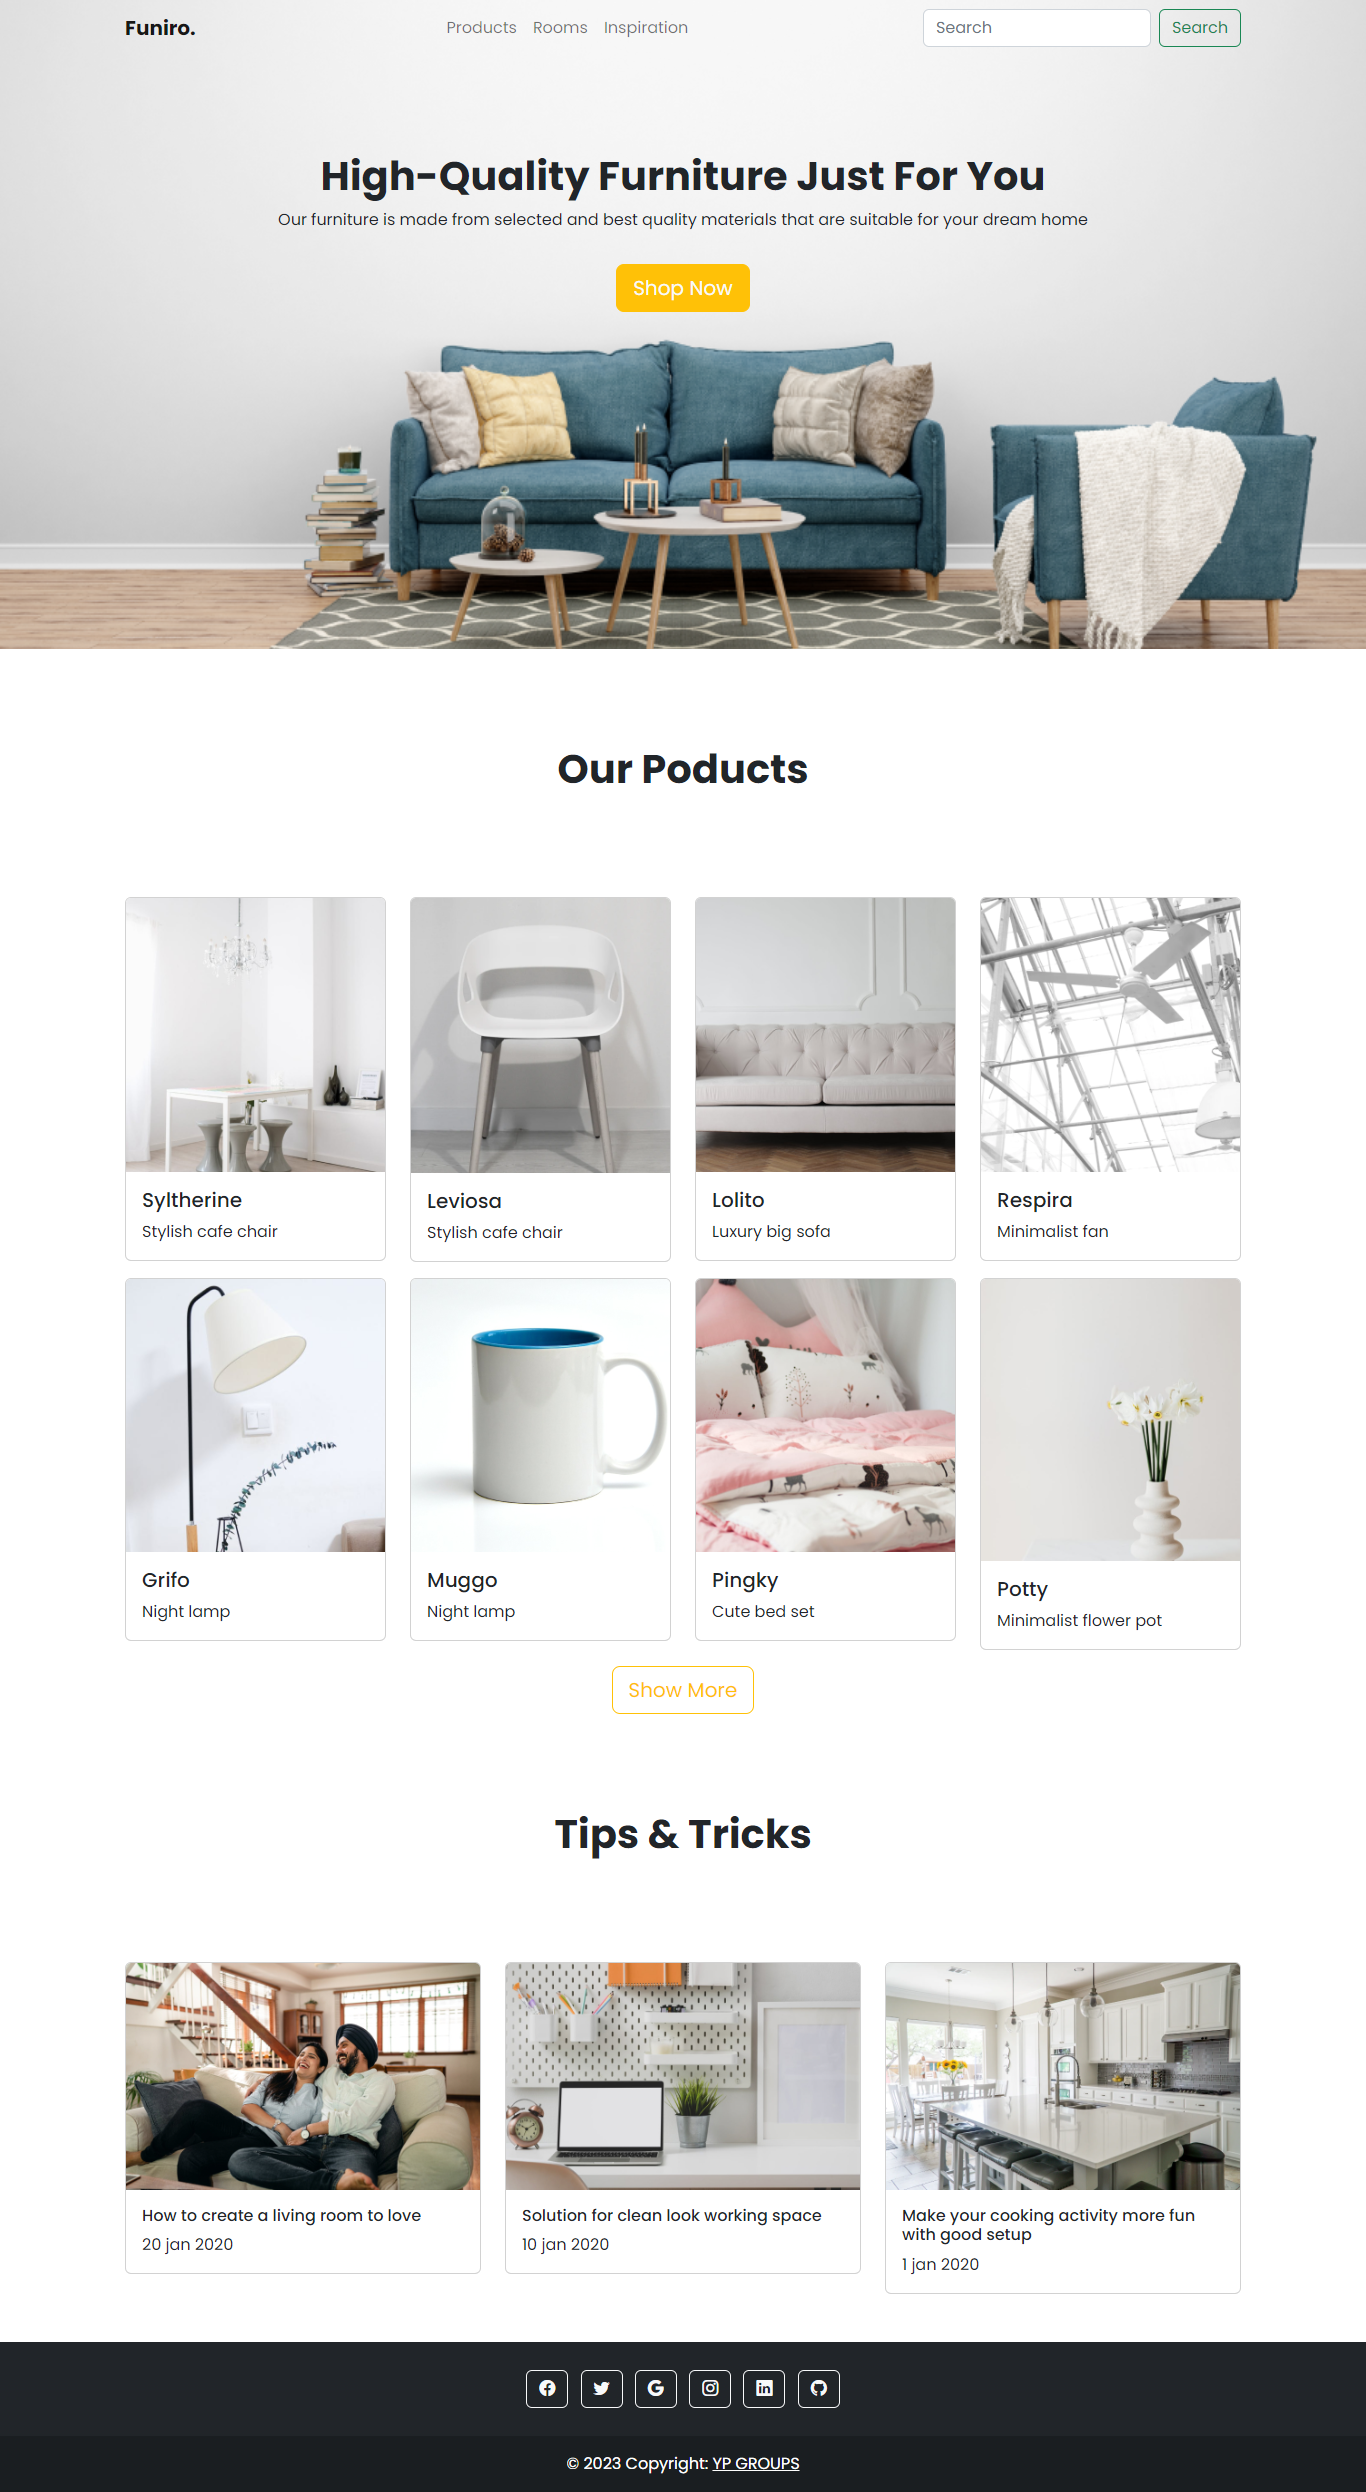 Funiro.
Products Rooms Inspiration
Search
Search
High-Quality Furniture Just For You
Our furniture is made from selected and best quality materials that are suitable for your dream home
Shop Now
Our Poducts
Syltherine
Stylish cafe chair
Leviosa
Stylish cafe chair
Lolito
Luxury big sofa
Respira
Minimalist fan
Grifo
Night lamp
Muggo
Night lamp
Pingky
Cute bed set
Potty
Minimalist flower pot
Show More
Tips & Tricks
How to create a living room to love
20 jan 2020
Solution for clean look working space
10 jan 2020
Make your cooking activity more fun
with good setup
1 jan 2020
© 2023 Copyright: YP GROUPS